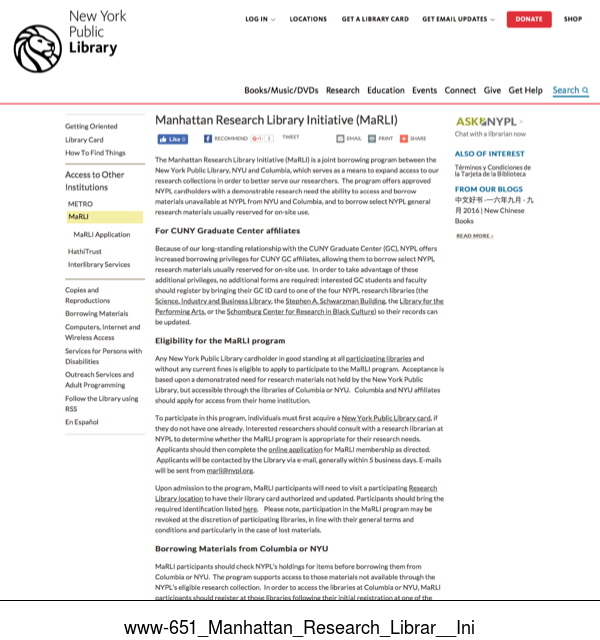 New York
Public
Library
LOG IN
LOCATIONS
GET A LIBRARY CARD
GET EMAIL UPDATES
DONATE
SHOP
Books/Music/DVDs Research Education Events Connect Give Get Help Search
Getting Oriented
Library Card
How To Find Things
Access to Other
Institutions
METRO
MaRLI
MaRLI Application
HathiTrust
Interlibrary Services
Copies and
Reproductions
Borrowing Materials
Computers, Internet and
Wireless Access
Services for Persons with
Disabilities
Outreach Services and
Adult Programming
Follow the Library using
RSS
En Español
Manhattan Research Library Initiative (MaRLI)
Like 0
RECOMMEND
G+1
3
TWEET
EMAIL
PRINT
SHARE
The Manhattan Research Library Initiative (MaRLI) is a joint borrowing program between the
New York Public Library, NYU and Columbia, which serves as a means to expand access to our
research collections in order to better serve our researchers. The program offers approved
NYPL cardholders with a demonstrable research need the ability to access and borrow
materials unavailable at NYPL from NYU and Columbia, and to borrow select NYPL general
research materials usually reserved for on-site use.
For CUNY Graduate Center affiliates
Because of our long-standing relationship with the CUNY Graduate Center (GC), NYPL offers
increased borrowing privileges for CUNY GC affiliates, allowing them to borrow select NYPL
research materials usually reserved for on-site use. In order to take advantage of these
additional privileges, no additional forms are required: interested GC students and faculty
should register by bringing their GC ID card to one of the four NYPL research libraries (the
Science, Industry and Business Library, the Stephen A. Schwarzman Building, the Library for the
Performing Arts, or the Schomburg Center for Research in Black Culture) so their records can
be updated.
Eligibility for the MaRLI program
Any New York Public Library cardholder in good standing at all participating libraries and
without any current fines is eligible to apply to participate to the MaRLI program. Acceptance is
based upon a demonstrated need for research materials not held by the New York Public
Library, but accessible through the libraries of Columbia or NYU. Columbia and NYU affiliates
should apply for access from their home institution.
To participate in this program, individuals must first acquire a New York Public Library card, if
they do not have one already. Interested researchers should consult with a research librarian at
NYPL to determine whether the MaRLI program is appropriate for their research needs.
Applicants should then complete the online application for MaRLI membership as directed.
Applicants will be contacted by the Library via e-mail, generally within 5 business days. E-mails
will be sent from marli@nypl.org.
Upon admission to the program, MaRLI participants will need to visit a participating Research
Library location to have their library card authorized and updated. Participants should bring the
required identification listed here. Please note, participation in the MaRLI program may be
revoked at the discretion of participating libraries, in line with their general terms and
conditions and particularly in the case of lost materials.
Borrowing Materials from Columbia or NYU
MaRLI participants should check NYPL's holdings for items before borrowing them from
Columbia or NYU. The program supports access to those materials not available through the
NYPL's eligible research collection. In order to access the libraries at Columbia or NYU, MaRLI
participants should register at those libraries following their initial registration at one of the
ASK NYPL
Chat with a librarian now
ALSO OF INTEREST
Términos y Condiciones de
la Tarjeta de la Biblioteca
FROM OUR BLOGS
中文好书 -一六年九月 - 九
月 2016 | New Chinese
Books
READ MORE ›
www-651_Manhattan_Research_Librar__Ini